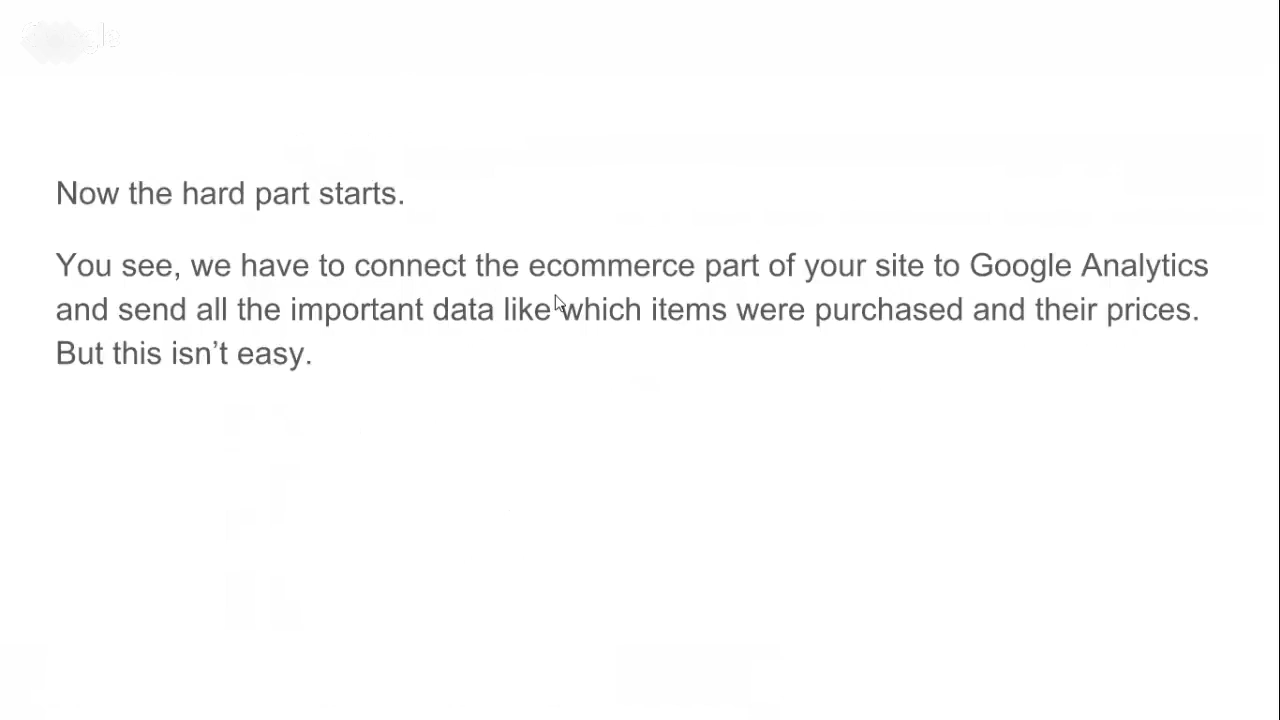 Now the hard part starts.
You see, we have to connect the ecommerce part of your site to Google Analytics
and send all the important data like which items were purchased and their prices.
But this isn’t easy.